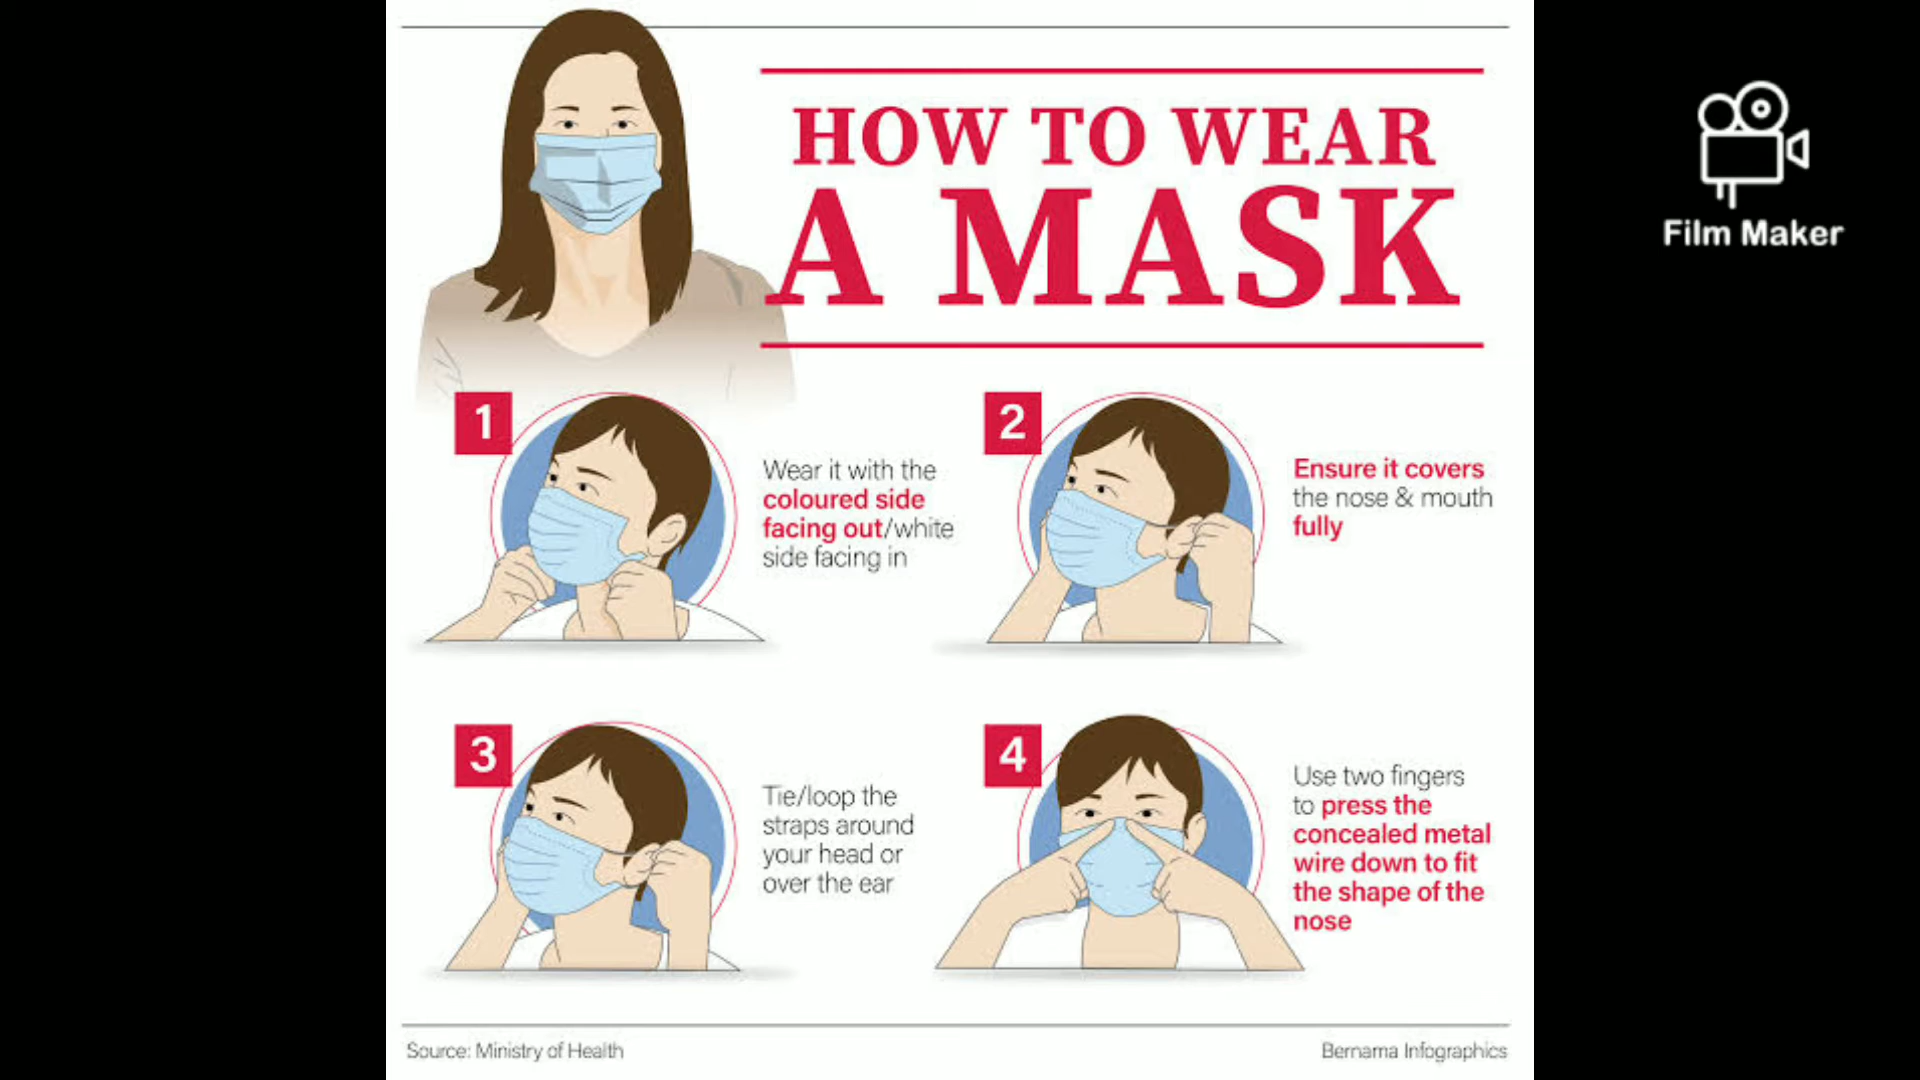 HOW TO WEAR
A MASK
Film Maker
1
Wear it with the
coloured side
facing out/white
side facing in
2
Ensure it covers
the nose & mouth
fully
3
Tie/loop the
straps around
your head or
over the ear
4
Use two fingers
to press the
concealed metal
wire down to fit
the shape of the
nose
Source: Ministry of Health
Bernama Infographics